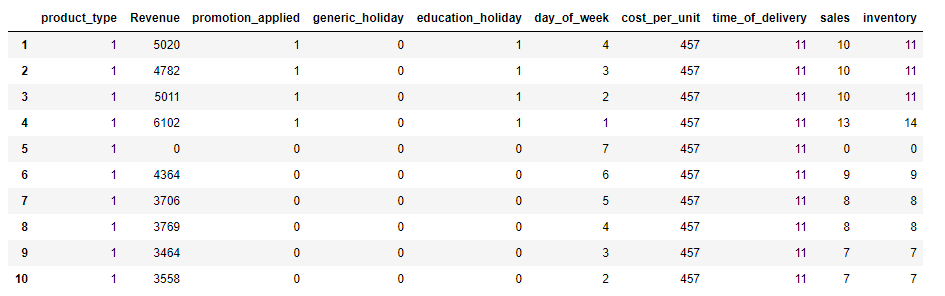 product_type Revenue promotion_applied generic_holiday education_holiday day_of_week cost_per_unit time_of_delivery sales inventory
1 1 5020 1 0 1 4 457 11 10 11
2 1 4782 1 0 1 3 457 11 10 11
3 1 5011 1 0 1 2 457 11 10 11
4 1 6102 1 0 1 1 457 11 13 14
5 1 0 0 0 0 7 457 11 0 0
6 1 4364 0 0 0 6 457 11 9 9
7 1 3706 0 0 0 5 457 11 8 8
8 1 3769 0 0 0 4 457 11 8 8
9 1 3464 0 0 0 3 457 11 7 7
10 1 3558 0 0 0 2 457 11 7 7